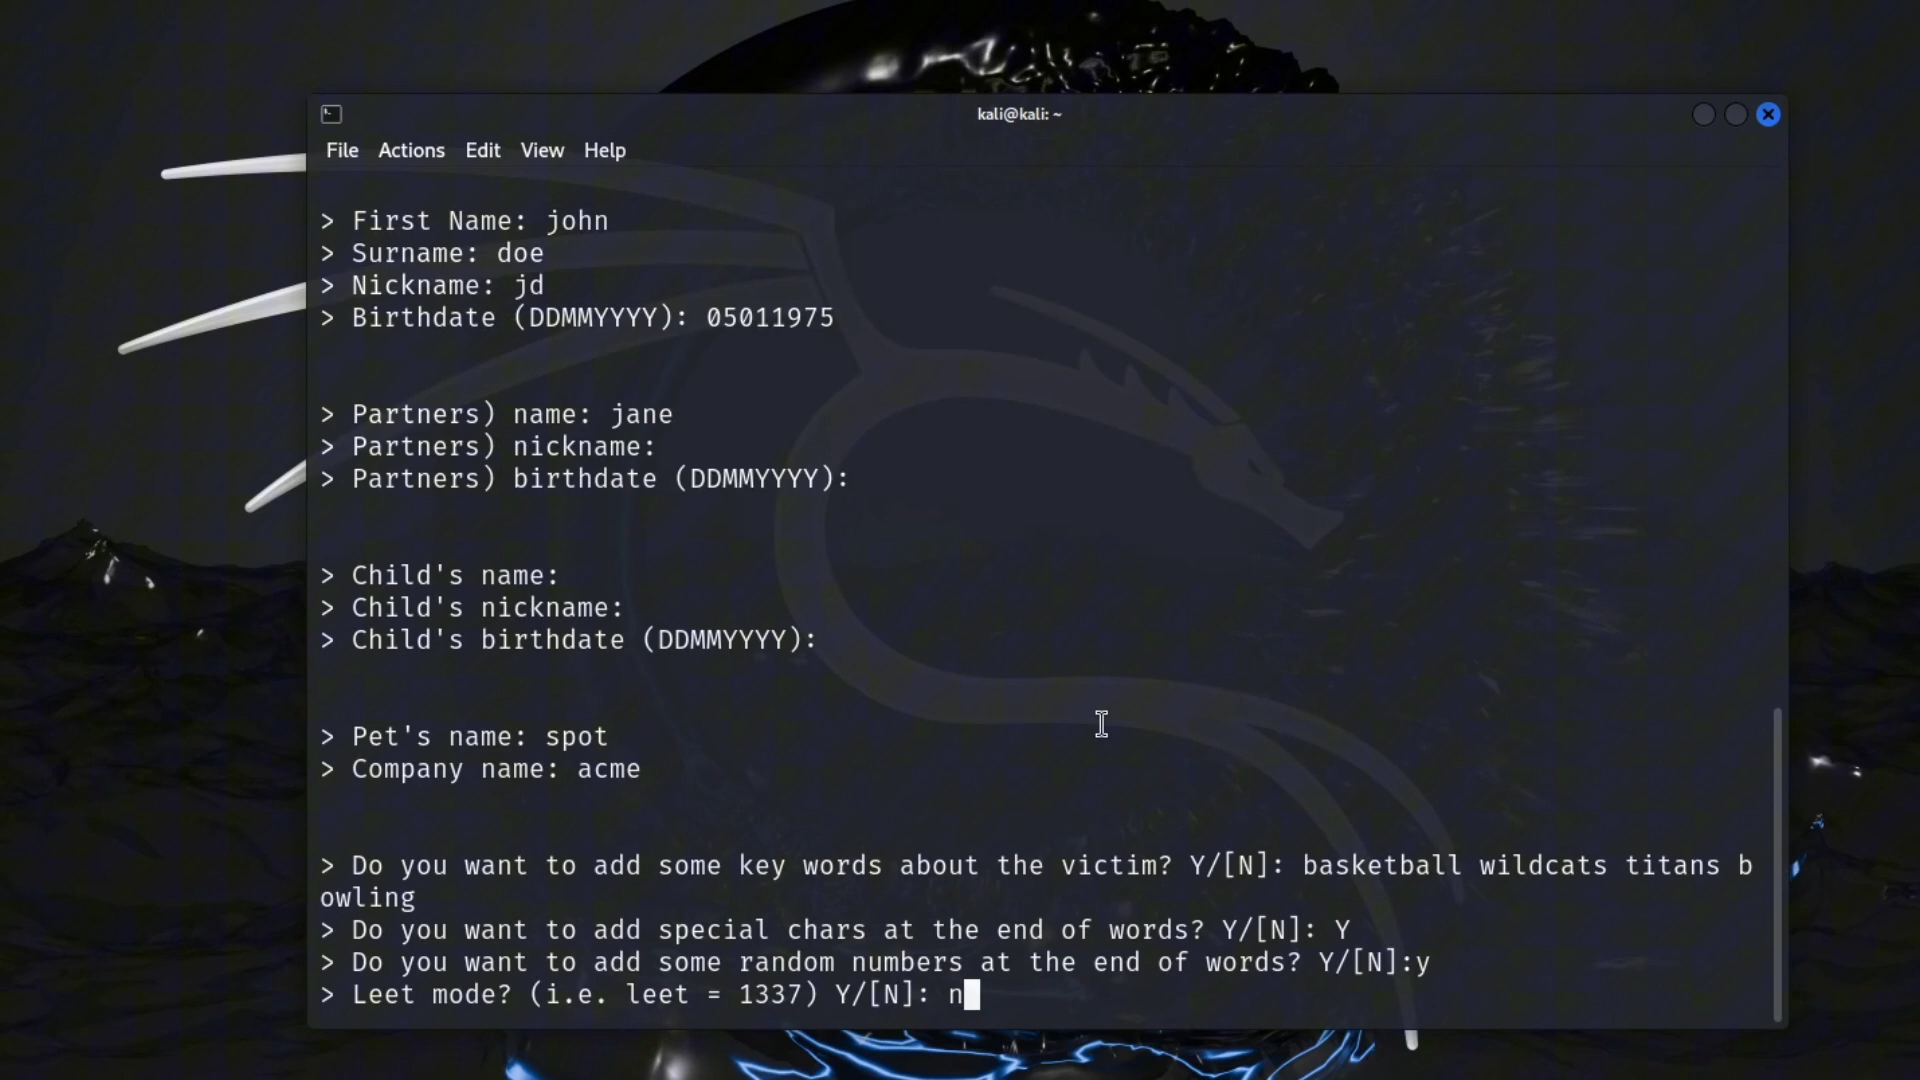 kali@kali: ~
File Actions Edit View Help
> First Name: john
> Surname: doe
> Nickname: jd
> Birthdate (DDMMYYYY): 05011975
> Partners) name: jane
> Partners) nickname:
> Partners) birthdate (DDMMYYYY):
> Child's name:
> Child's nickname:
> Child's birthdate (DDMMYYYY):
> Pet's name: spot
> Company name: acme
> Do you want to add some key words about the victim? Y/[N]: basketball wildcats titans b
owling
> Do you want to add special chars at the end of words? Y/[N]: Y
> Do you want to add some random numbers at the end of words? Y/[N]:y
> Leet mode? (i.e. leet = 1337) Y/[N]: n